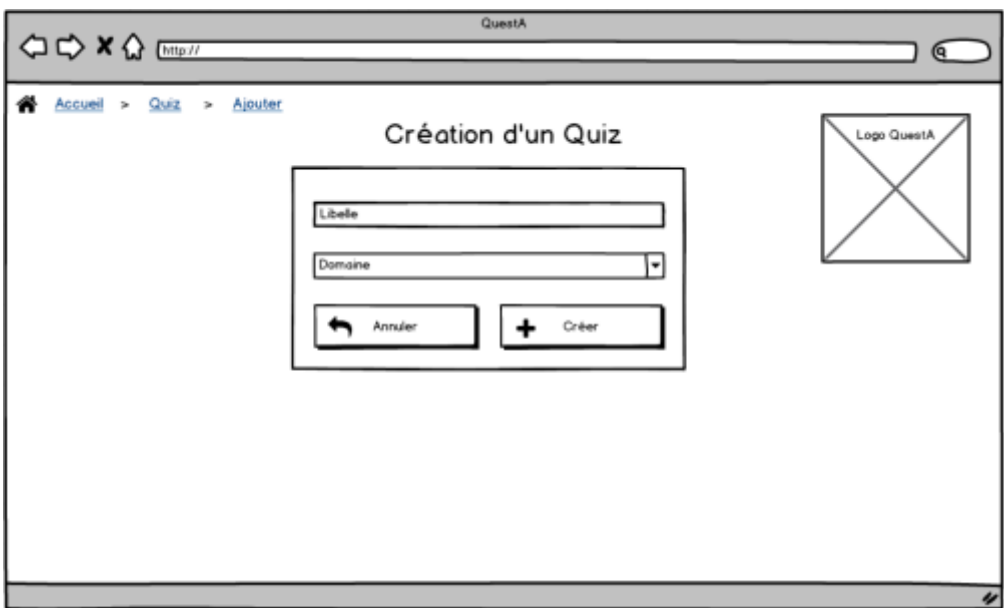 QuestA
http://
Accueil > Quiz > Ajouter
Création d'un Quiz
Logo QuestA
Libelle
Domaine
Annuler
Créer